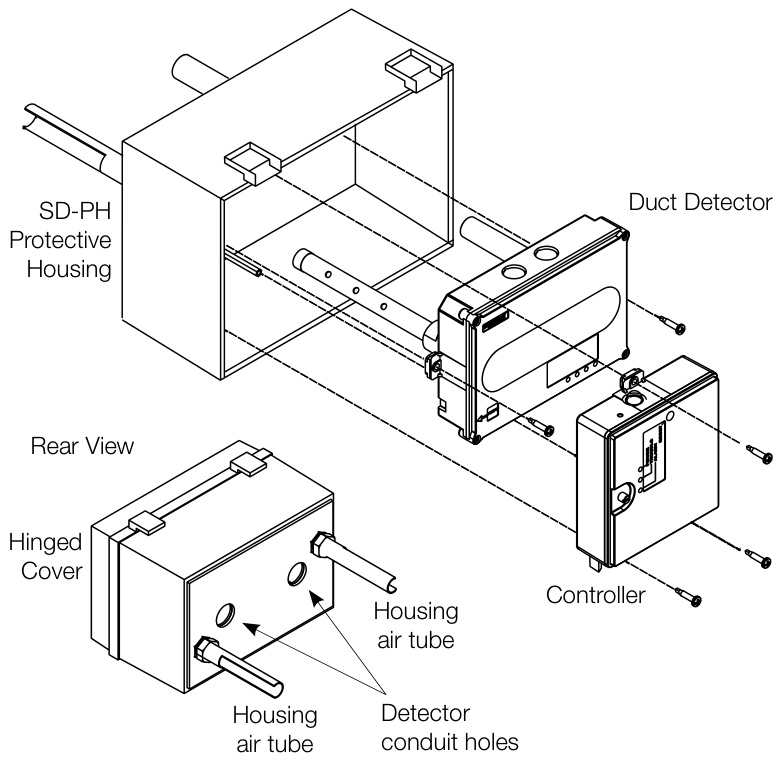 SD-PH
Protective
Housing
Duct Detector
Rear View
Hinged
Cover
Controller
Housing
air tube
Housing
air tube
Detector
conduit holes